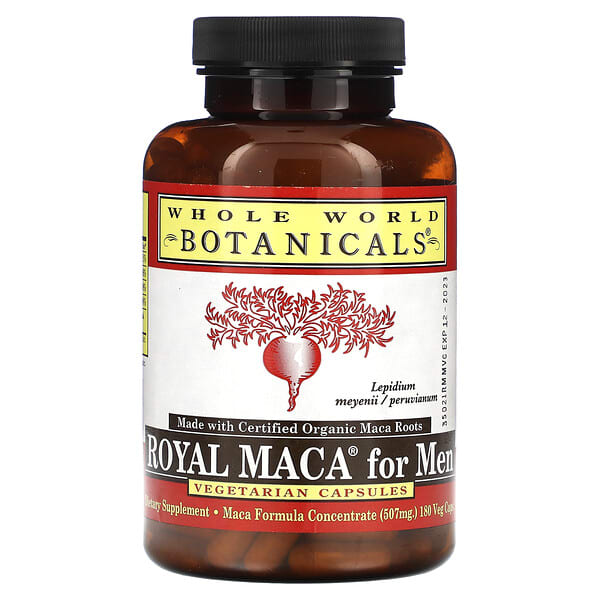 WHOLE WORLD
BOTANICALS®
Lepidium
meyenii / peruvianum
35021RMMVC EXP 12 - 2023
Made with Certified Organic Maca Roots
ROYAL MACA® for Men
VEGETARIAN CAPSULES
Dietary Supplement • Maca Formula Concentrate (507mg.) 180 Veg Caps